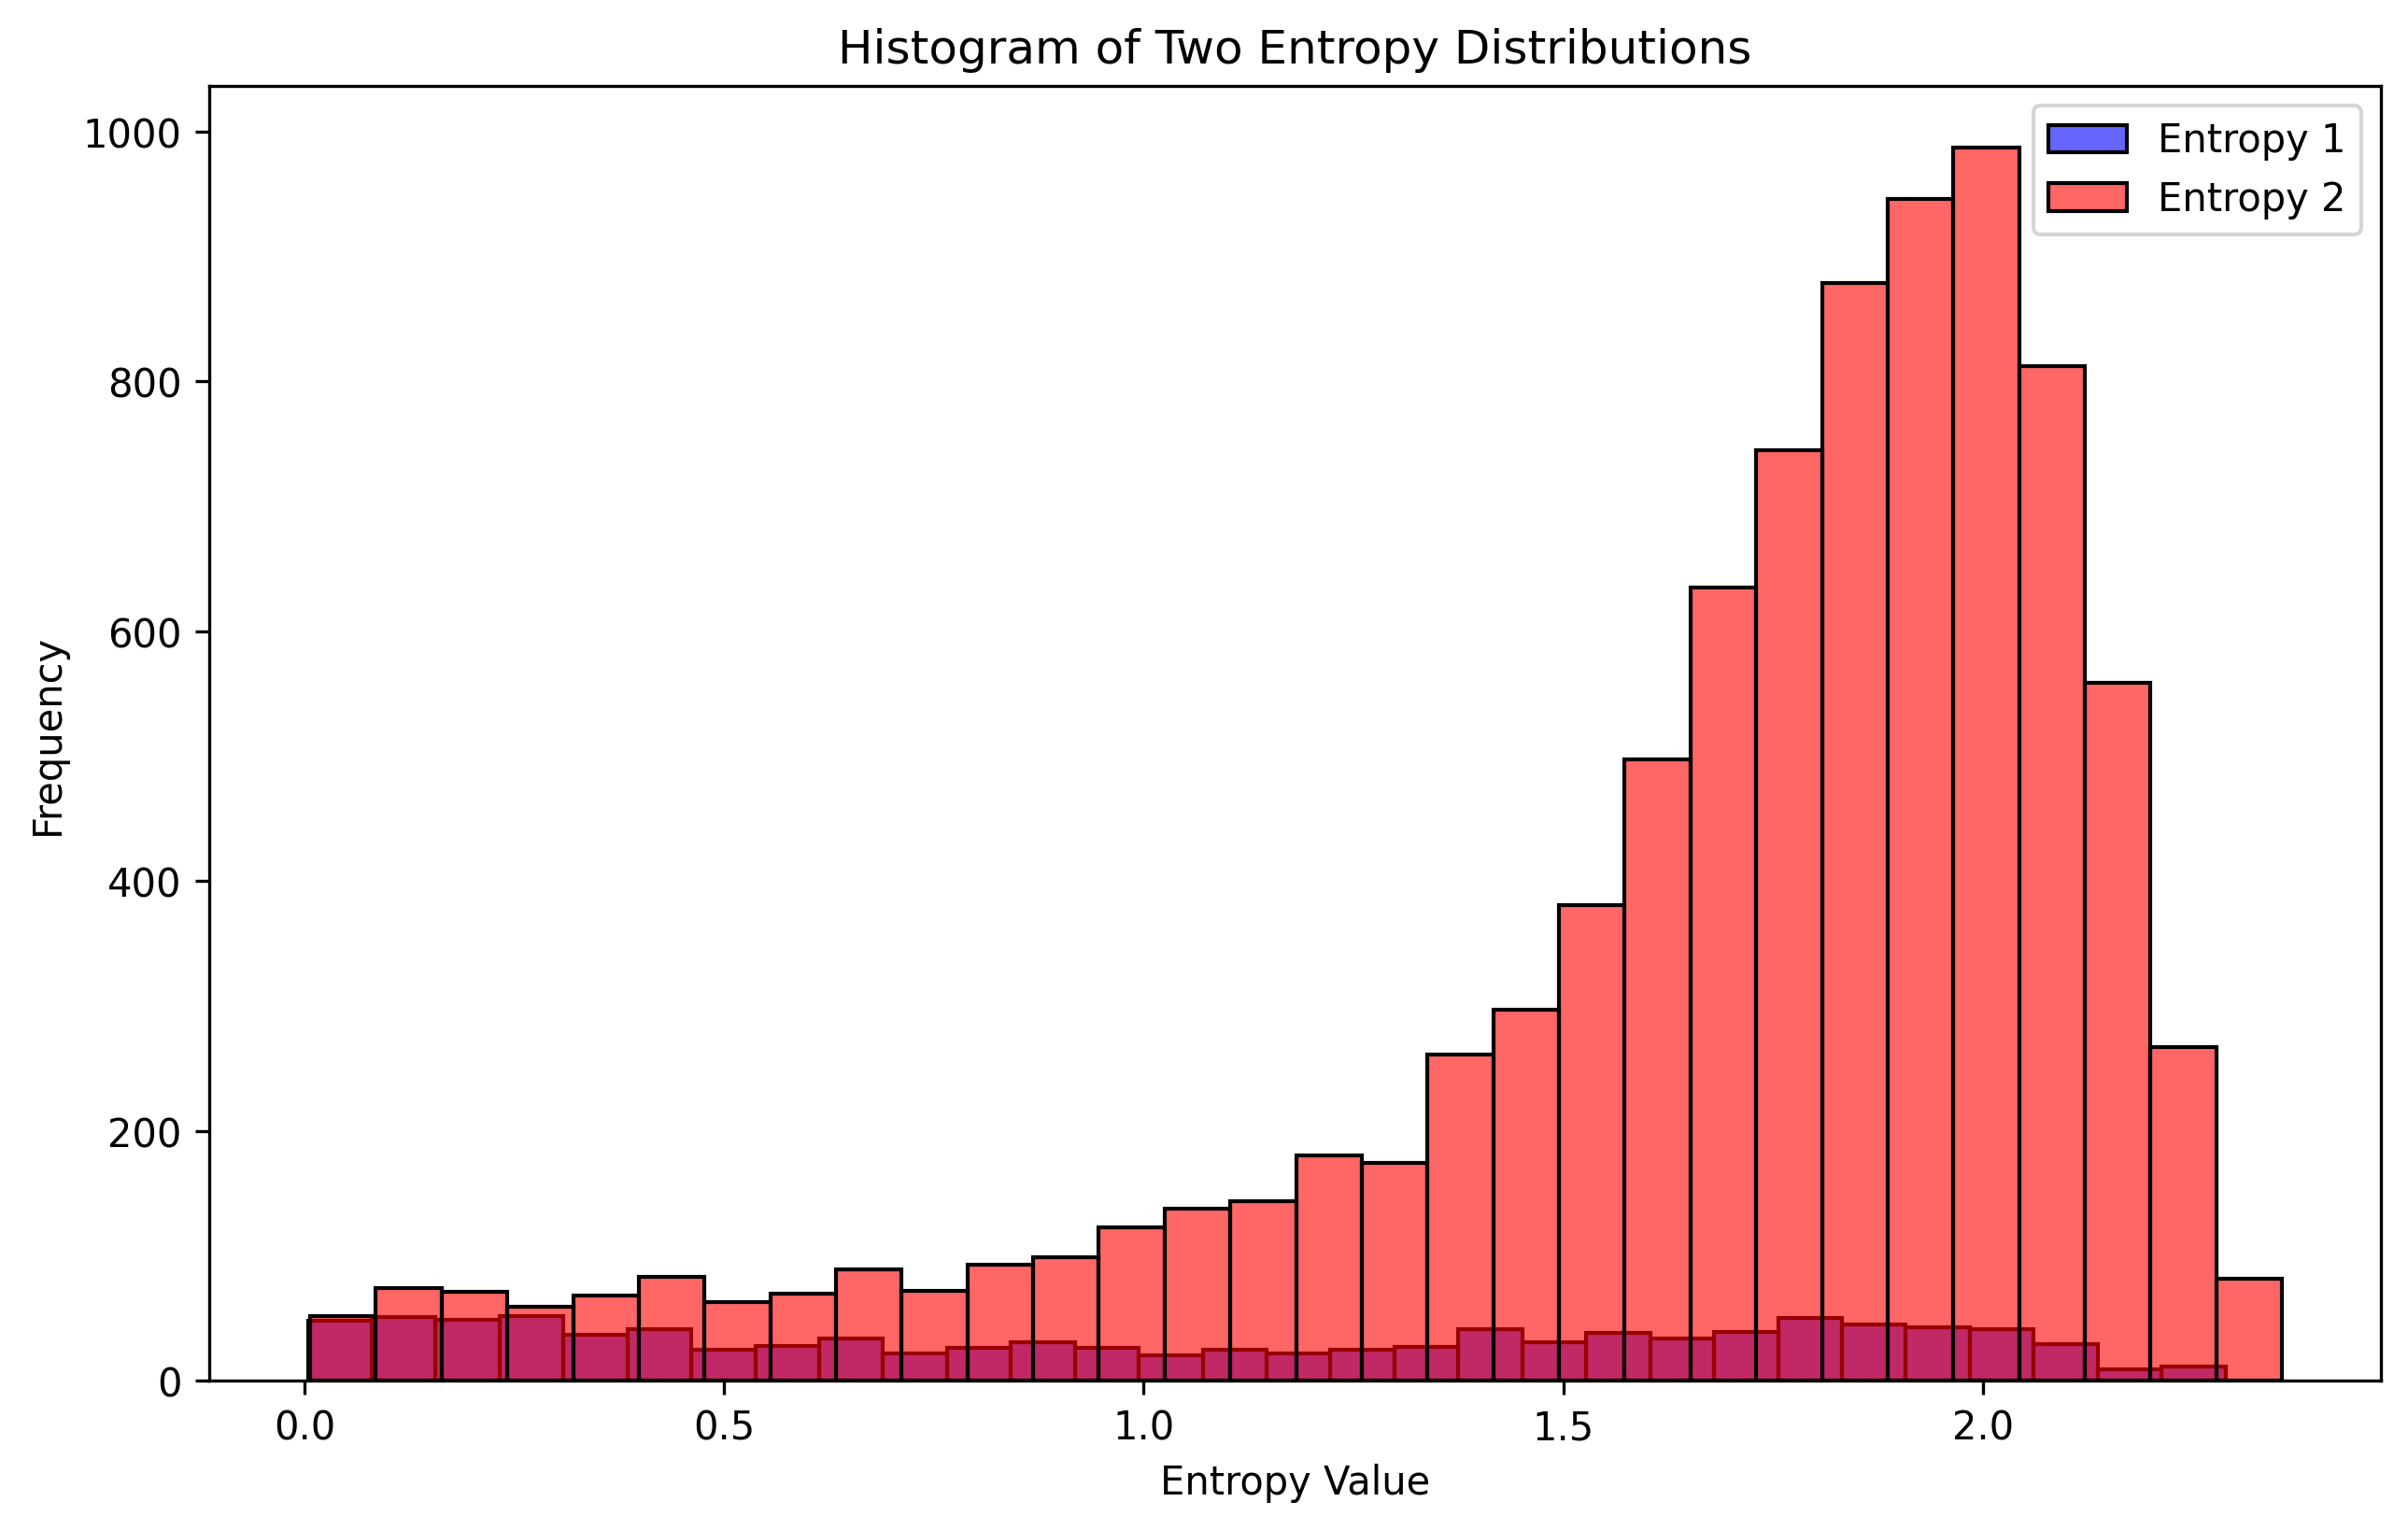 Histogram of Two Entropy Distributions
Entropy 1
Entropy 2
1000
800
600
400
200
0
Frequency
0.0 0.5 1.0 1.5 2.0
Entropy Value